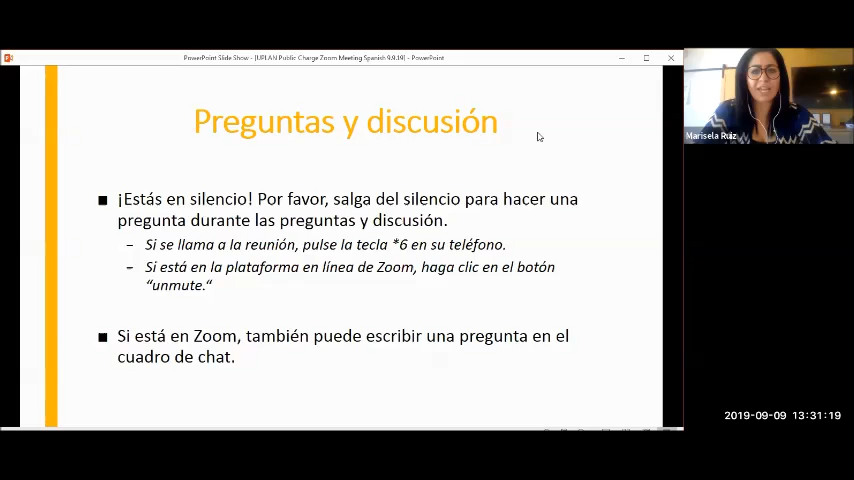 PowerPoint Slide Show - [UPLAN Public Charge Zoom Meeting Spanish 9.9.19] - PowerPoint
Preguntas y discusión
¡Estás en silencio! Por favor, salga del silencio para hacer una
pregunta durante las preguntas y discusión.
– Si se llama a la reunión, pulse la tecla *6 en su teléfono.
– Si está en la plataforma en línea de Zoom, haga clic en el botón
“unmute.“
Si está en Zoom, también puede escribir una pregunta en el
cuadro de chat.
Marisela Ruiz
2019-09-09 13:31:19